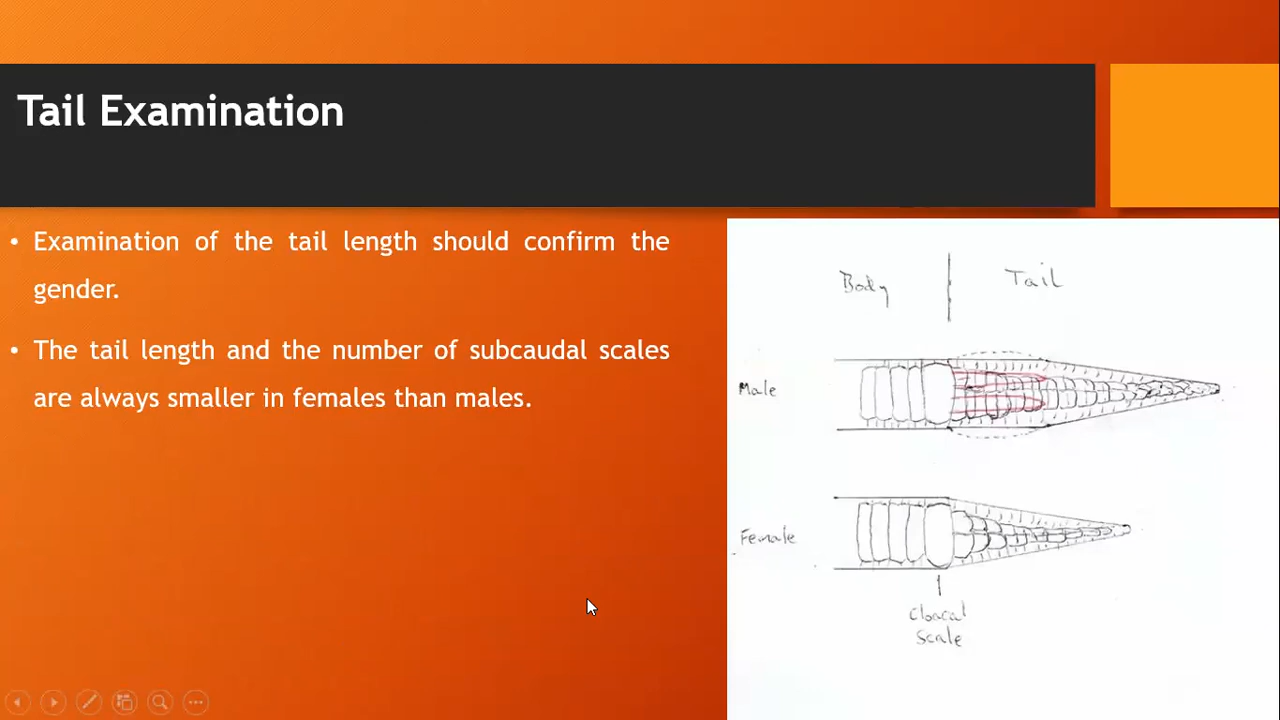 Tail Examination
• Examination of the tail length should confirm the
gender.
• The tail length and the number of subcaudal scales
are always smaller in females than males.
Body
Tail
Male
Female
Cloacal
Scale